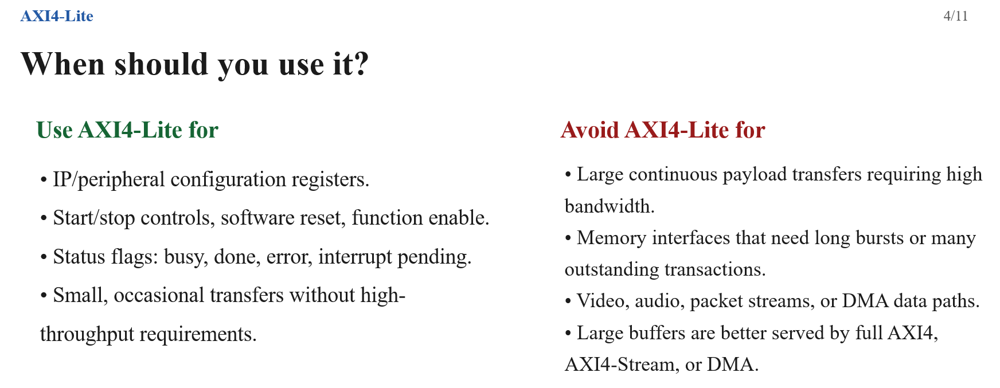 AXI4-Lite
4/11
When should you use it?
Use AXI4-Lite for
• IP/peripheral configuration registers.
• Start/stop controls, software reset, function enable.
• Status flags: busy, done, error, interrupt pending.
• Small, occasional transfers without high-
throughput requirements.
Avoid AXI4-Lite for
• Large continuous payload transfers requiring high
bandwidth.
• Memory interfaces that need long bursts or many
outstanding transactions.
• Video, audio, packet streams, or DMA data paths.
• Large buffers are better served by full AXI4,
AXI4-Stream, or DMA.